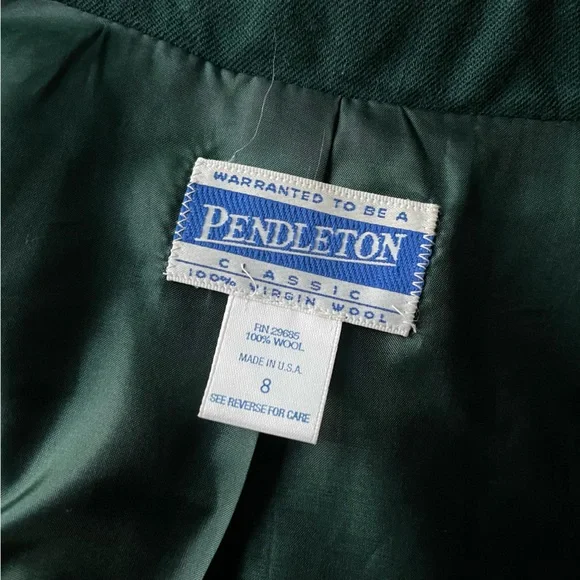 WARRANTED TO BE A
PENDLETON
CLASSIC
100% VIRGIN WOOL
RN 29685
100% WOOL
MADE IN U.S.A.
8
SEE REVERSE FOR CARE